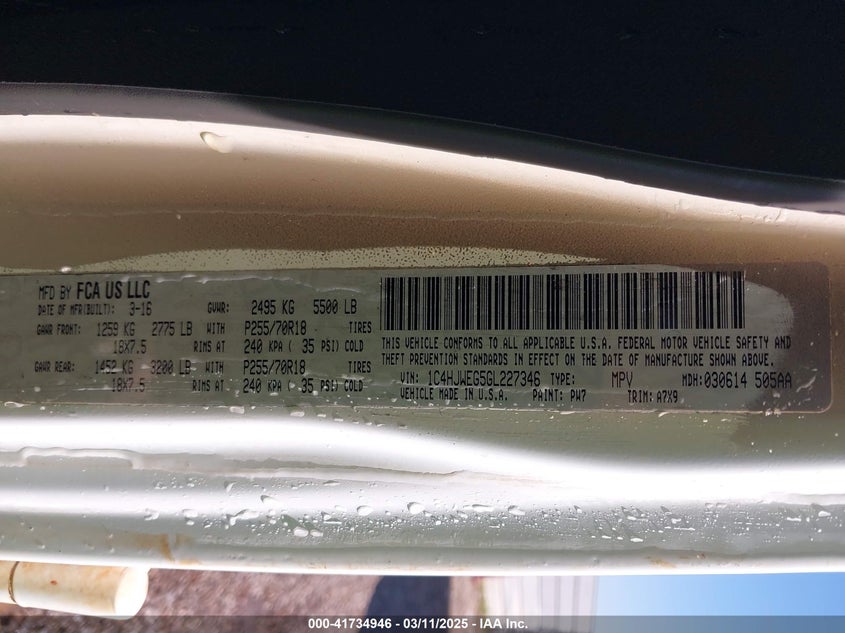 MFD BY FCA US LLC
DATE OF MFR(BUILT): 3-16 GVWR: 2495 KG 5500 LB
GAWR FRONT: 1259 KG 2775 LB WITH P255/70R18 TIRES
18X7.5 RIMS AT 240 KPA ( 35 PSI) COLD
GAWR REAR: 1452 KG 3200 LB WITH P255/70R18 TIRES
18X7.5 RIMS AT 240 KPA ( 35 PSI) COLD
THIS VEHICLE CONFORMS TO ALL APPLICABLE U.S.A. FEDERAL MOTOR VEHICLE SAFETY AND
THEFT PREVENTION STANDARDS IN EFFECT ON THE DATE OF MANUFACTURE SHOWN ABOVE.
VIN: 1C4HJWEG5GL227346 TYPE: MPV MDH:030614 505AA
VEHICLE MADE IN U.S.A. PAINT: PW7 TRIM: A7X9
000-41734946 - 03/11/2025 - IAA Inc.